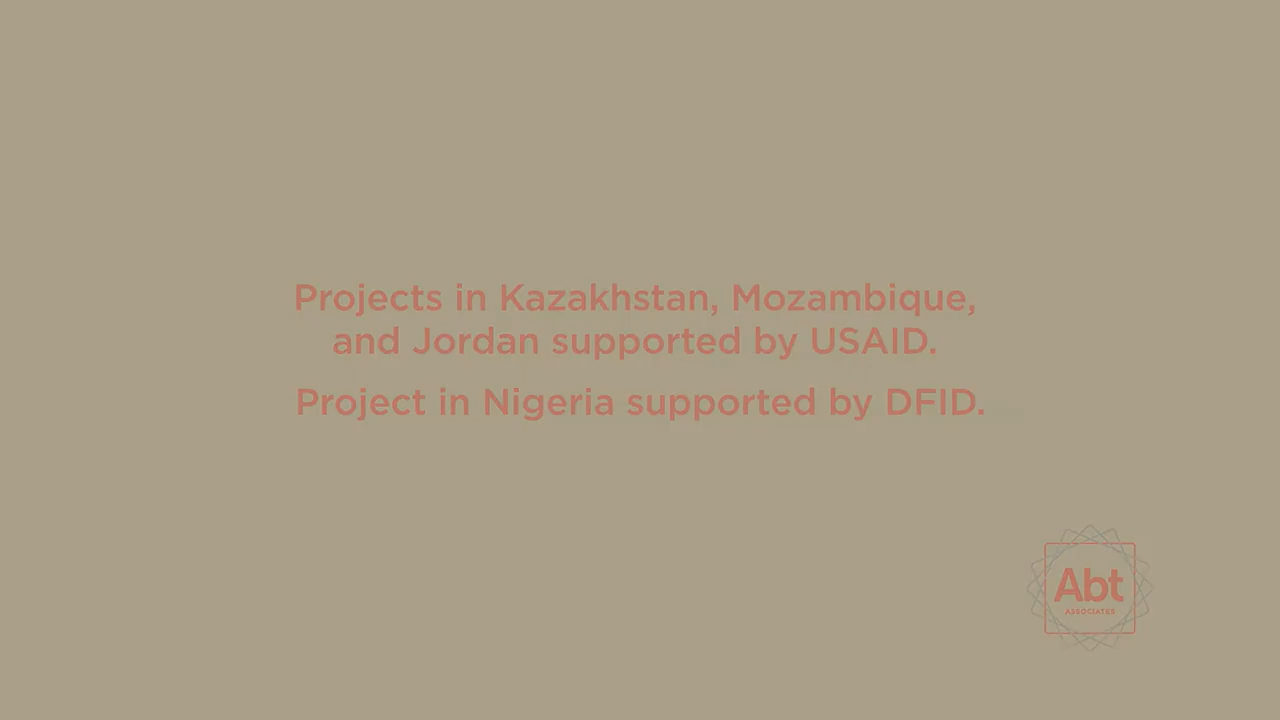 Projects in Kazakhstan, Mozambique,
and Jordan supported by USAID.
Project in Nigeria supported by DFID.
Abt
ASSOCIATES